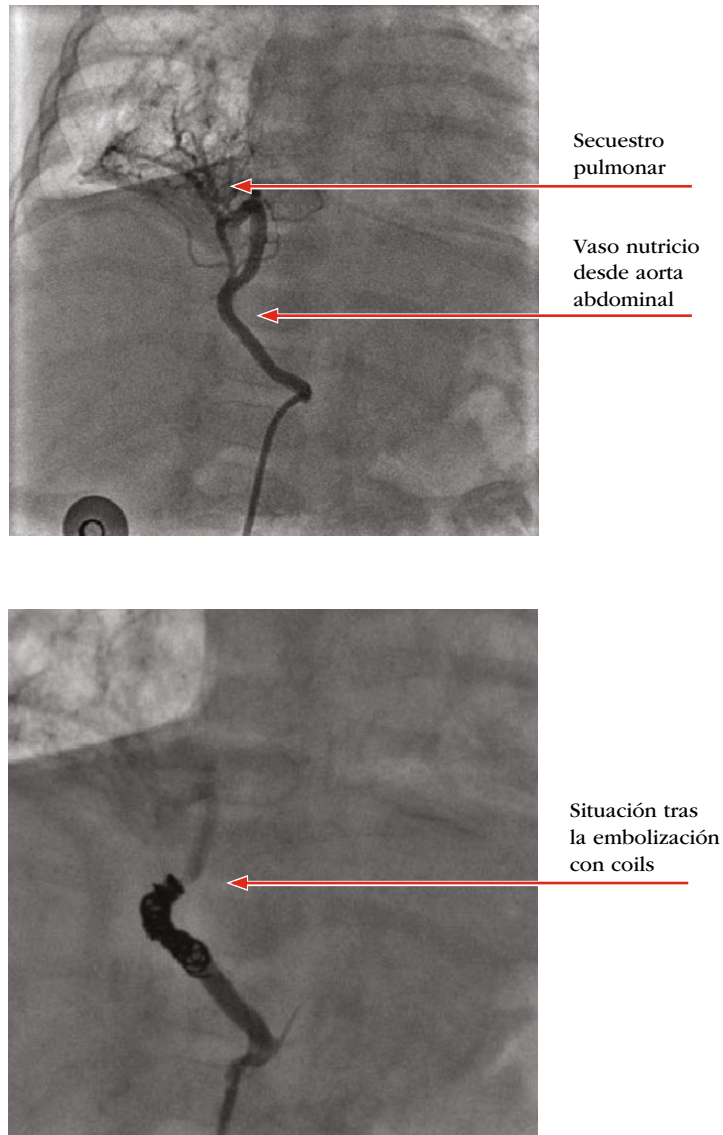 Secuestro
pulmonar
Vaso nutricio
desde aorta
abdominal
Situación tras
la embolización
con coils